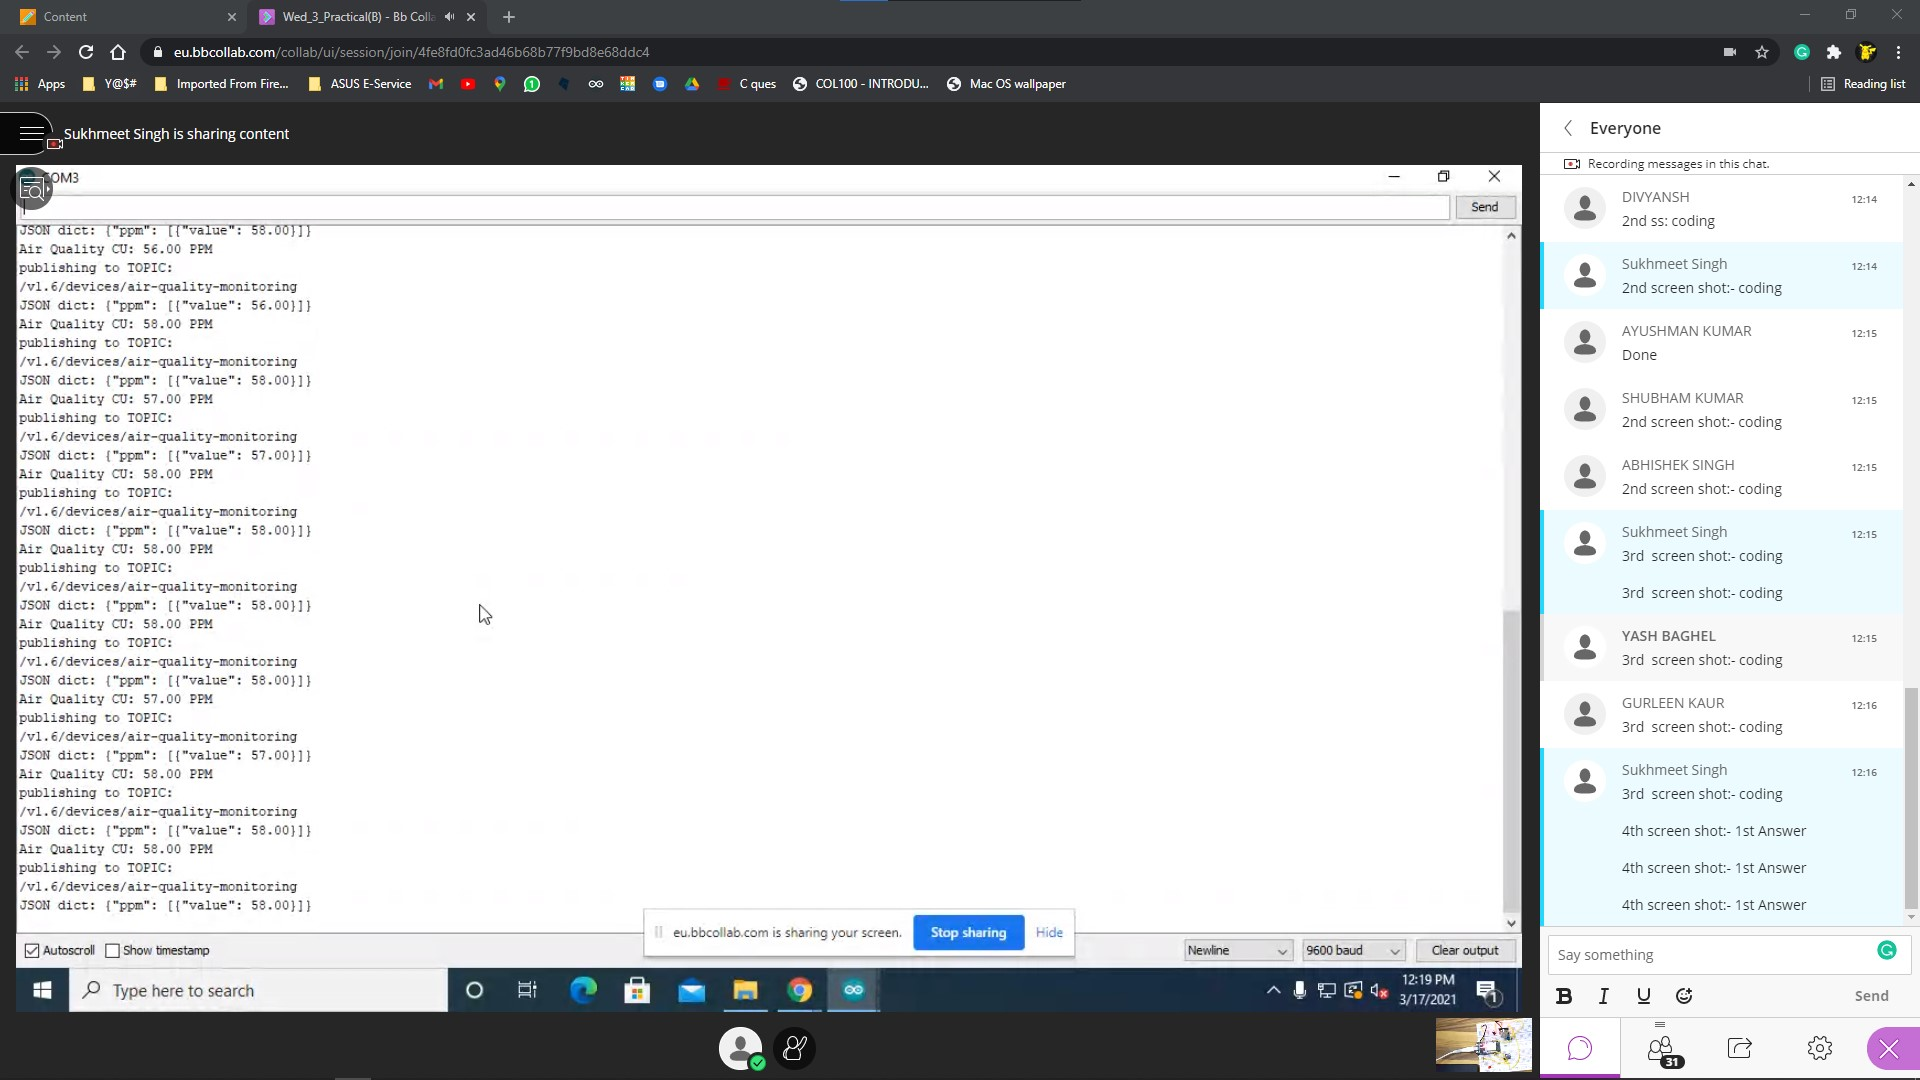 Content
Wed_3_Practical(B) - Bb Colla
eu.bbcollab.com/collab/ui/session/join/4fe8fd0fc3ad46b68b77f9bd8e68ddc4
Apps
Y@$#
Imported From Fire...
ASUS E-Service
C ques
COL100 - INTRODU...
Mac OS wallpaper
Reading list
Sukhmeet Singh is sharing content
COM3
Send
JSON dict: {"ppm": [{"value": 58.00}]}
Air Quality CU: 56.00 PPM
publishing to TOPIC:
/v1.6/devices/air-quality-monitoring
JSON dict: {"ppm": [{"value": 56.00}]}
Air Quality CU: 58.00 PPM
publishing to TOPIC:
/v1.6/devices/air-quality-monitoring
JSON dict: {"ppm": [{"value": 58.00}]}
Air Quality CU: 57.00 PPM
publishing to TOPIC:
/v1.6/devices/air-quality-monitoring
JSON dict: {"ppm": [{"value": 57.00}]}
Air Quality CU: 58.00 PPM
publishing to TOPIC:
/v1.6/devices/air-quality-monitoring
JSON dict: {"ppm": [{"value": 58.00}]}
Air Quality CU: 58.00 PPM
publishing to TOPIC:
/v1.6/devices/air-quality-monitoring
JSON dict: {"ppm": [{"value": 58.00}]}
Air Quality CU: 58.00 PPM
publishing to TOPIC:
/v1.6/devices/air-quality-monitoring
JSON dict: {"ppm": [{"value": 58.00}]}
Air Quality CU: 57.00 PPM
publishing to TOPIC:
/v1.6/devices/air-quality-monitoring
JSON dict: {"ppm": [{"value": 57.00}]}
Air Quality CU: 58.00 PPM
publishing to TOPIC:
/v1.6/devices/air-quality-monitoring
JSON dict: {"ppm": [{"value": 58.00}]}
Air Quality CU: 58.00 PPM
publishing to TOPIC:
/v1.6/devices/air-quality-monitoring
JSON dict: {"ppm": [{"value": 58.00}]}
eu.bbcollab.com is sharing your screen.
Stop sharing
Hide
Autoscroll
Show timestamp
Newline
9600 baud
Clear output
Type here to search
12:19 PM
3/17/2021
1
Everyone
Recording messages in this chat.
DIVYANSH
12:14
2nd ss: coding
Sukhmeet Singh
12:14
2nd screen shot:- coding
AYUSHMAN KUMAR
12:15
Done
SHUBHAM KUMAR
12:15
2nd screen shot:- coding
ABHISHEK SINGH
12:15
2nd screen shot:- coding
Sukhmeet Singh
12:15
3rd screen shot:- coding
3rd screen shot:- coding
YASH BAGHEL
12:15
3rd screen shot:- coding
GURLEEN KAUR
12:16
3rd screen shot:- coding
Sukhmeet Singh
12:16
3rd screen shot:- coding
4th screen shot:- 1st Answer
4th screen shot:- 1st Answer
4th screen shot:- 1st Answer
Say something
B I U
Send
31